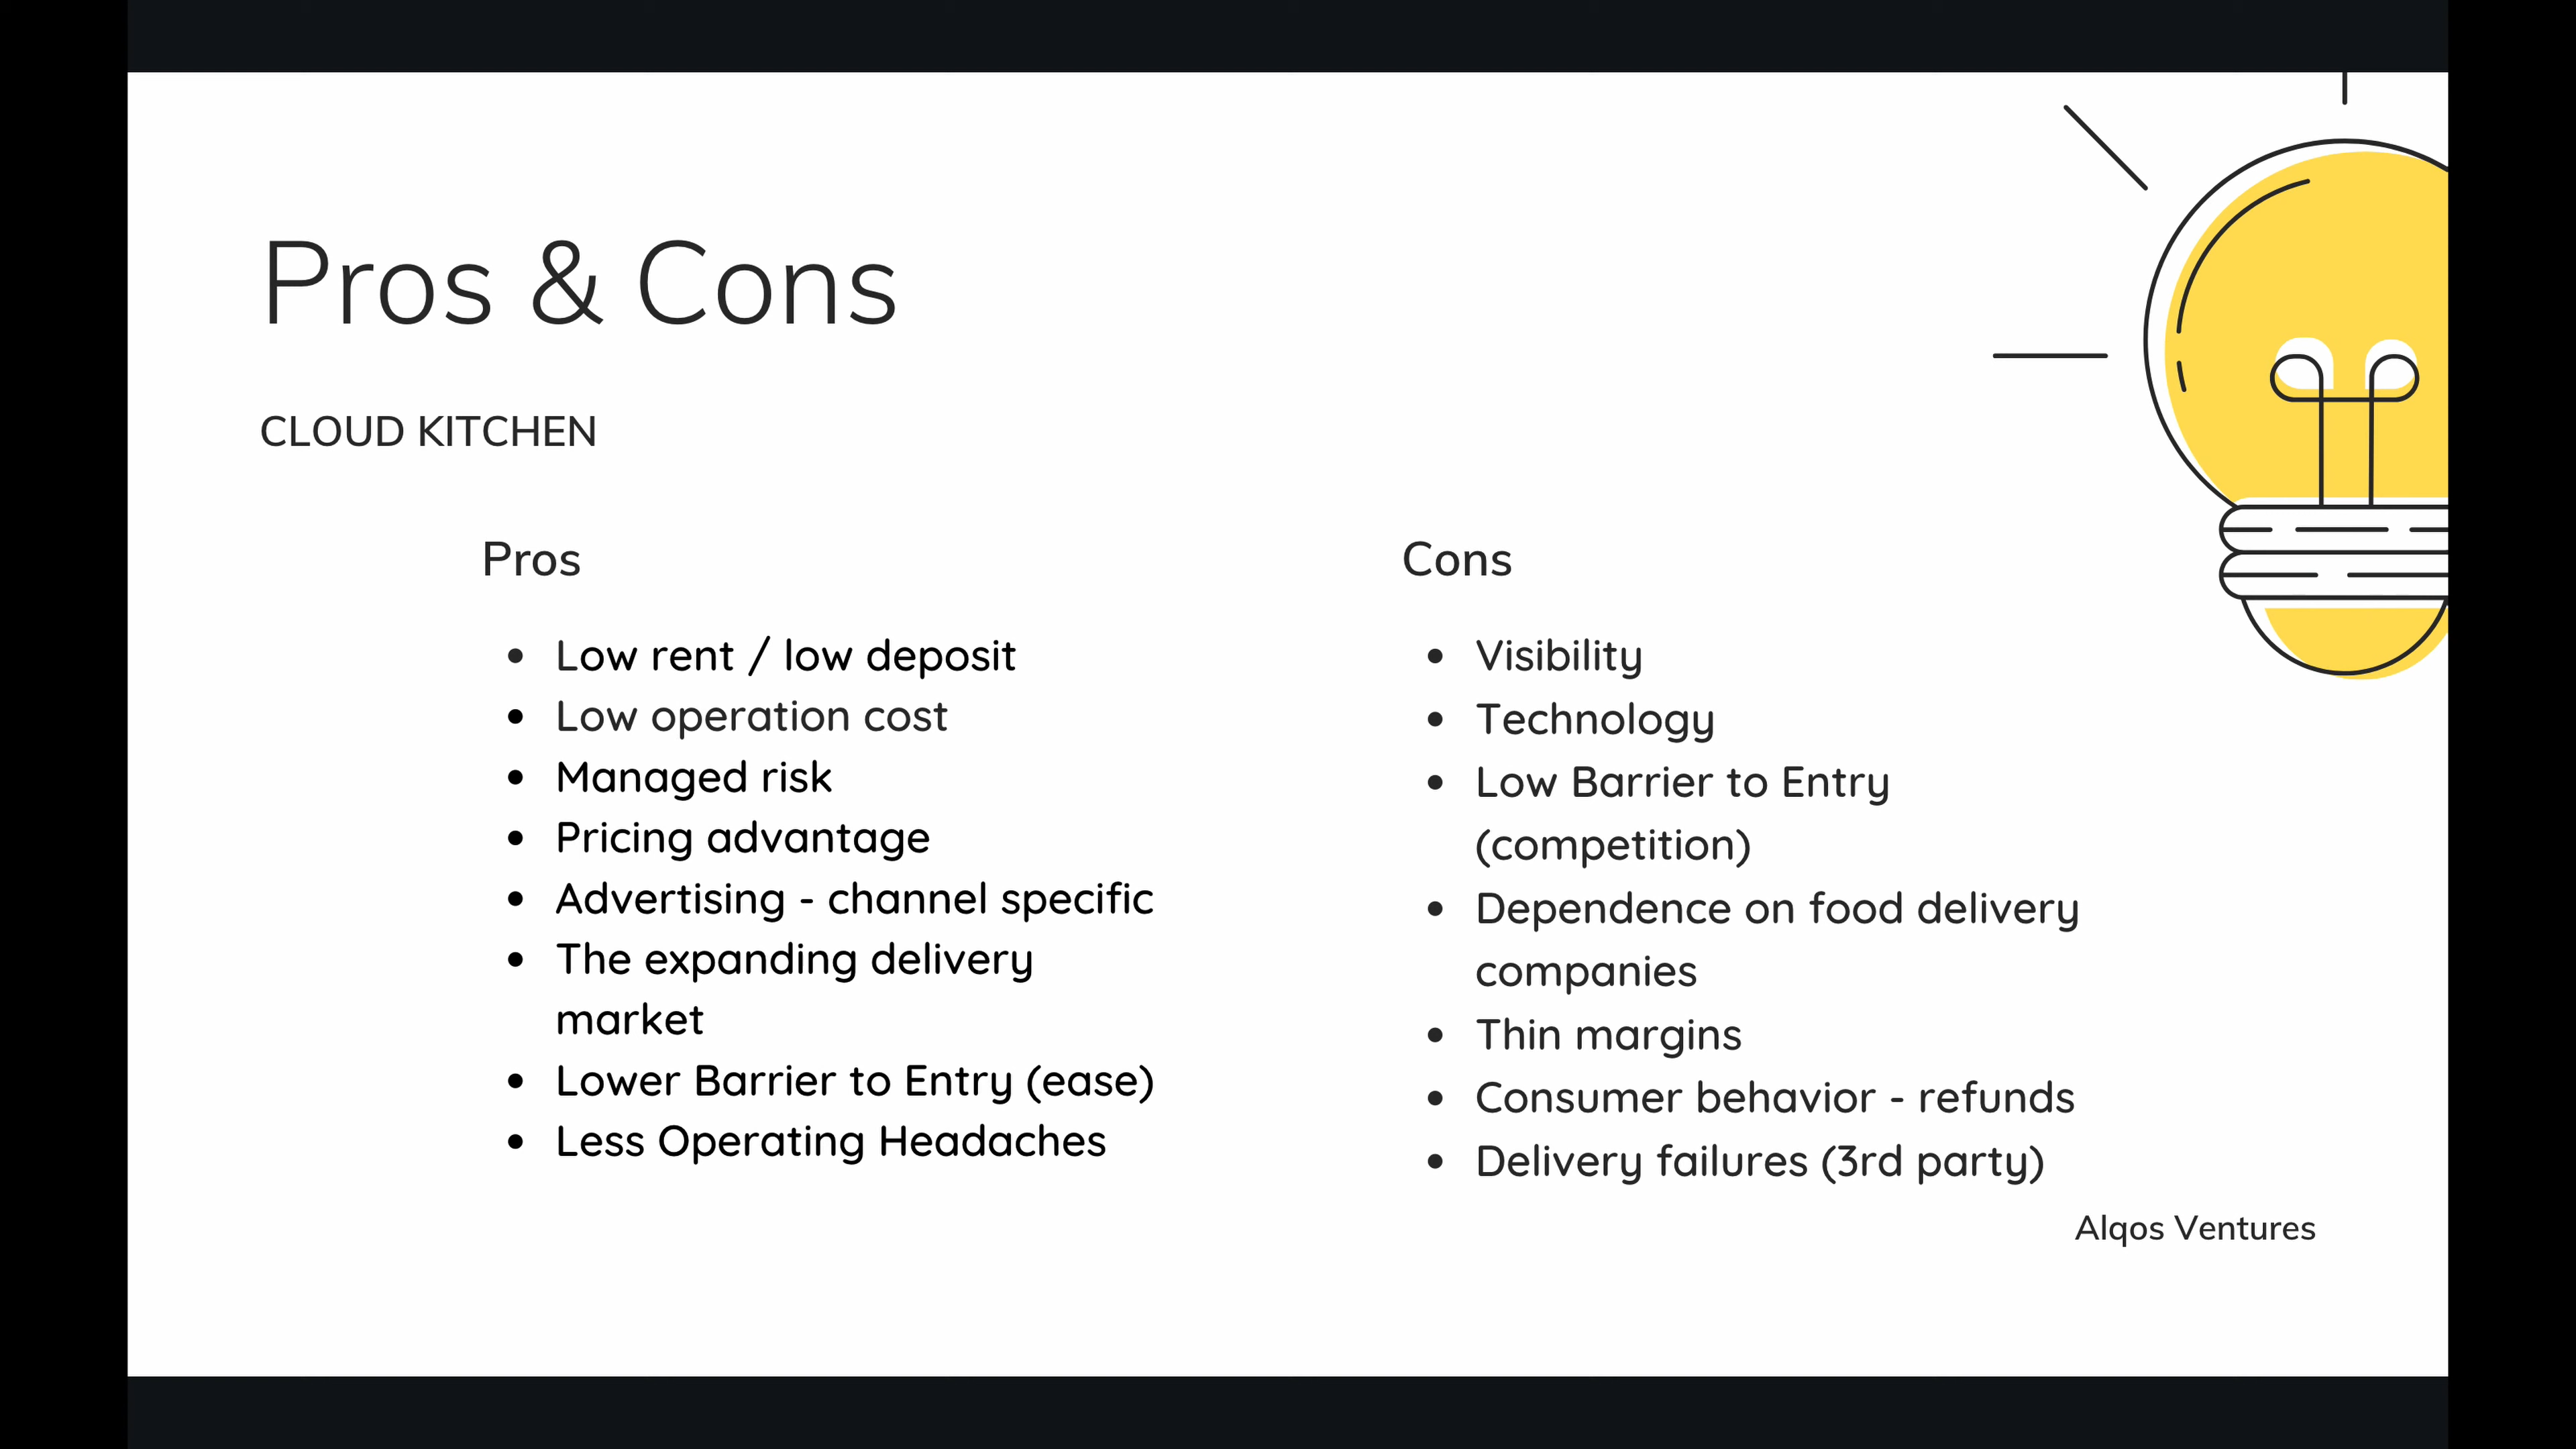 Pros & Cons
CLOUD KITCHEN
Pros
• Low rent / low deposit
• Low operation cost
• Managed risk
• Pricing advantage
• Advertising - channel specific
• The expanding delivery
market
• Lower Barrier to Entry (ease)
• Less Operating Headaches
Cons
• Visibility
• Technology
• Low Barrier to Entry
(competition)
• Dependence on food delivery
companies
• Thin margins
• Consumer behavior - refunds
• Delivery failures (3rd party)
Alqos Ventures